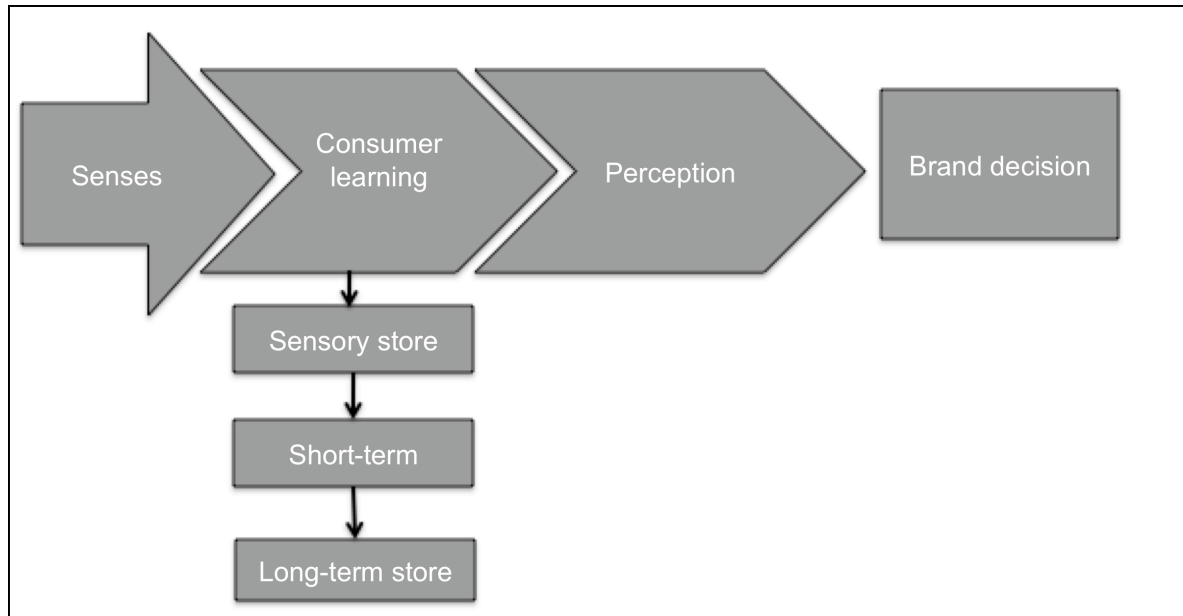 Senses
Consumer
learning
Perception
Brand decision
Sensory store
Short-term
Long-term store